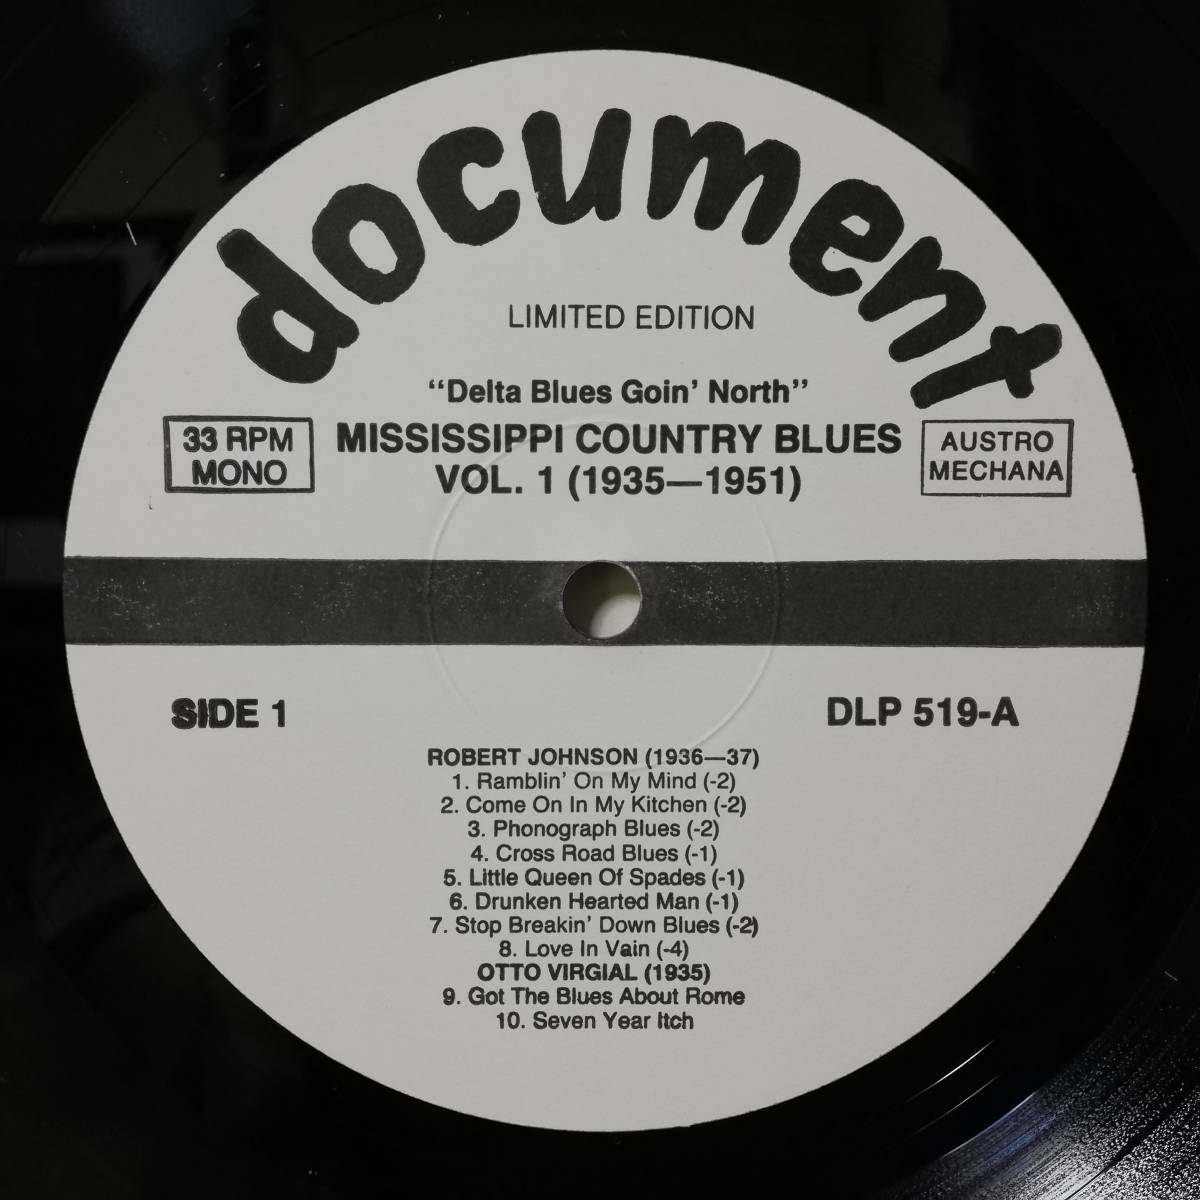 document
LIMITED EDITION
“Delta Blues Goin’ North”
33 RPM
MONO
MISSISSIPPI COUNTRY BLUES
VOL. 1 (1935—1951)
AUSTRO
MECHANA
SIDE 1
DLP 519-A
ROBERT JOHNSON (1936—37)
1. Ramblin’ On My Mind (-2)
2. Come On In My Kitchen (-2)
3. Phonograph Blues (-2)
4. Cross Road Blues (-1)
5. Little Queen Of Spades (-1)
6. Drunken Hearted Man (-1)
7. Stop Breakin’ Down Blues (-2)
8. Love In Vain (-4)
OTTO VIRGIAL (1935)
9. Got The Blues About Rome
10. Seven Year Itch